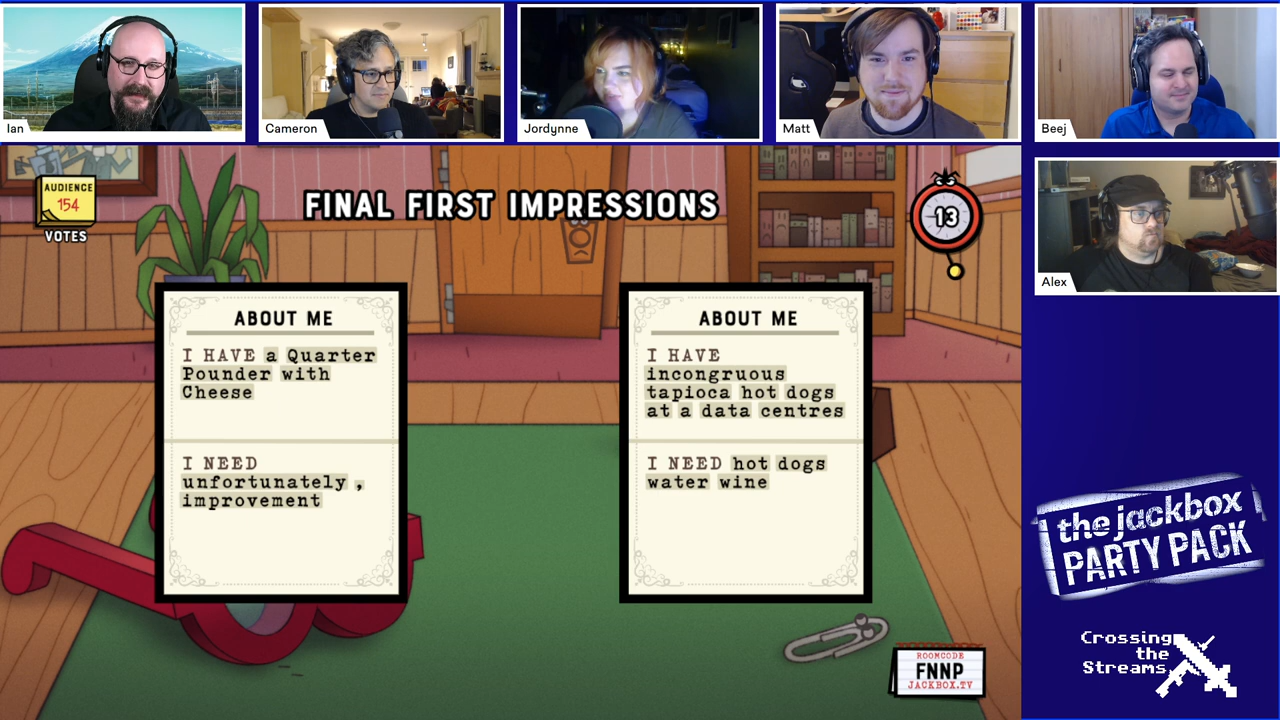 Ian
Cameron
Jordynne
Matt
Beej
Alex
AUDIENCE
154
VOTES
FINAL FIRST IMPRESSIONS
13
ABOUT ME
I HAVE a Quarter
Pounder with
Cheese
I NEED
unfortunately ,
improvement
ABOUT ME
I HAVE
incongruous
tapioca hot dogs
at a data centres
I NEED hot dogs
water wine
ROOMCODE
FNNP
JACKBOX.TV
the jackbox
PARTY PACK
Crossing
the
Streams